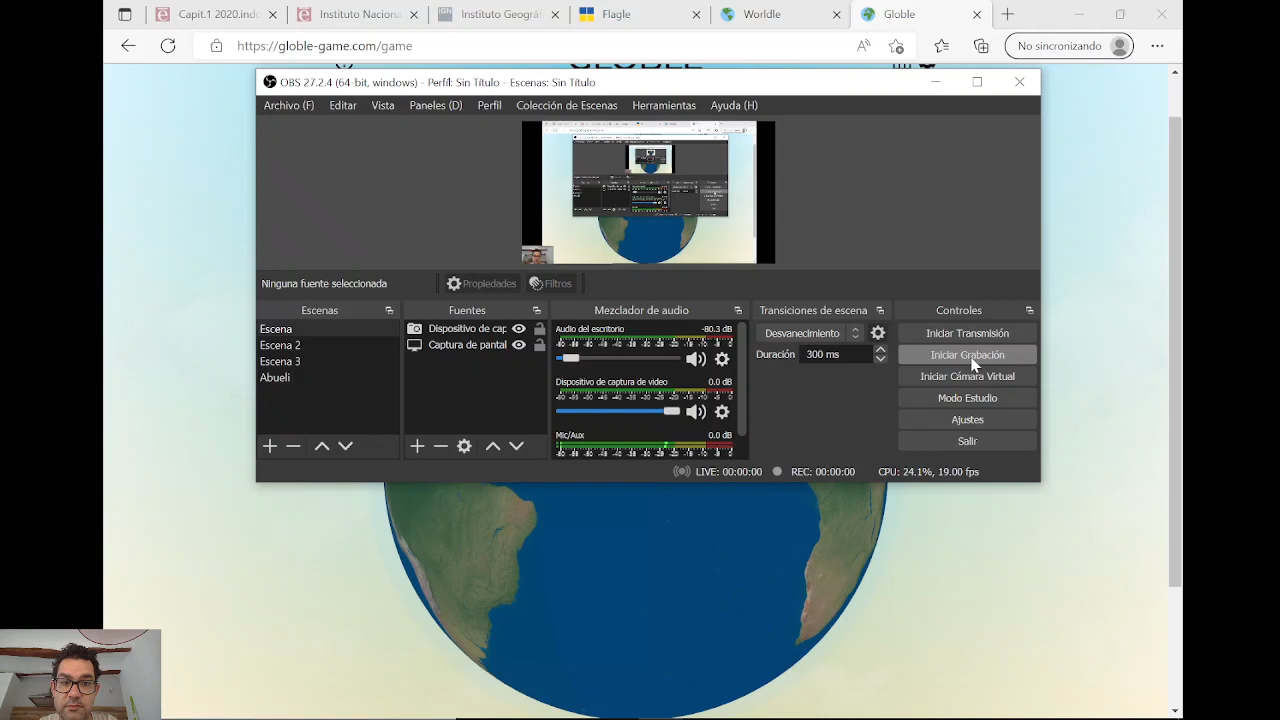 Capit.1 2020.ind
Instituto Naciona
Instituto Geográf
Flagle
Worldle
Globle
https://globle-game.com/game
No sincronizando
OBS 27.2.4 (64-bit, windows) - Perfil: Sin Título - Escenas: Sin Título
Archivo (F) Editar Vista Paneles (D) Perfil Colección de Escenas Herramientas Ayuda (H)
Ninguna fuente seleccionada
Propiedades
Filtros
Escenas
Escena
Escena 2
Escena 3
Abueli
Fuentes
Dispositivo de cap
Captura de pantal
Mezclador de audio
Audio del escritorio -80.3 dB
Dispositivo de captura de video 0.0 dB
Mic/Aux 0.0 dB
Transiciones de escena
Desvanecimiento
Duración 300 ms
Controles
Iniciar Transmisión
Iniciar Grabación
Iniciar Cámara Virtual
Modo Estudio
Ajustes
Salir
LIVE: 00:00:00 REC: 00:00:00 CPU: 24.1%, 19.00 fps